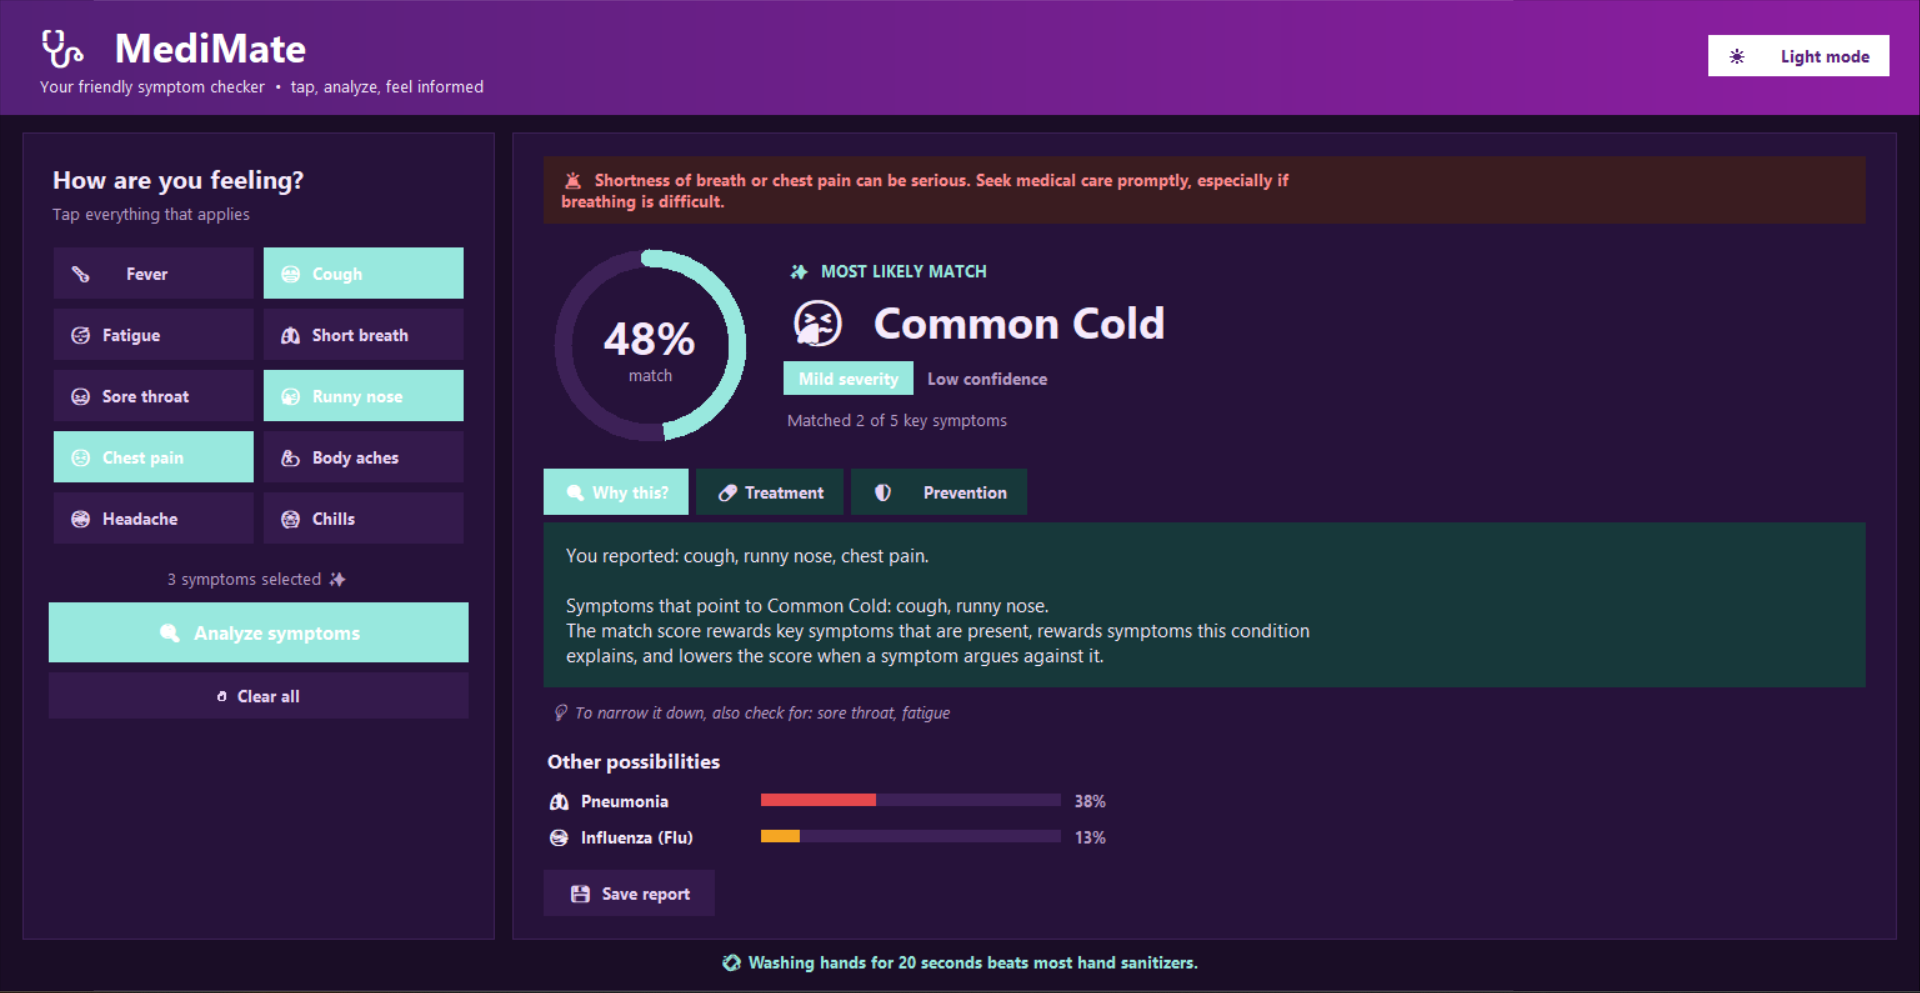 MediMate
Your friendly symptom checker • tap, analyze, feel informed
Light mode
How are you feeling?
Tap everything that applies
Fever
Cough
Fatigue
Short breath
Sore throat
Runny nose
Chest pain
Body aches
Headache
Chills
3 symptoms selected
Analyze symptoms
Clear all
Shortness of breath or chest pain can be serious. Seek medical care promptly, especially if
breathing is difficult.
48%
match
MOST LIKELY MATCH
Common Cold
Mild severity
Low confidence
Matched 2 of 5 key symptoms
Why this?
Treatment
Prevention
You reported: cough, runny nose, chest pain.
Symptoms that point to Common Cold: cough, runny nose.
The match score rewards key symptoms that are present, rewards symptoms this condition
explains, and lowers the score when a symptom argues against it.
To narrow it down, also check for: sore throat, fatigue
Other possibilities
Pneumonia 38%
Influenza (Flu) 13%
Save report
Washing hands for 20 seconds beats most hand sanitizers.